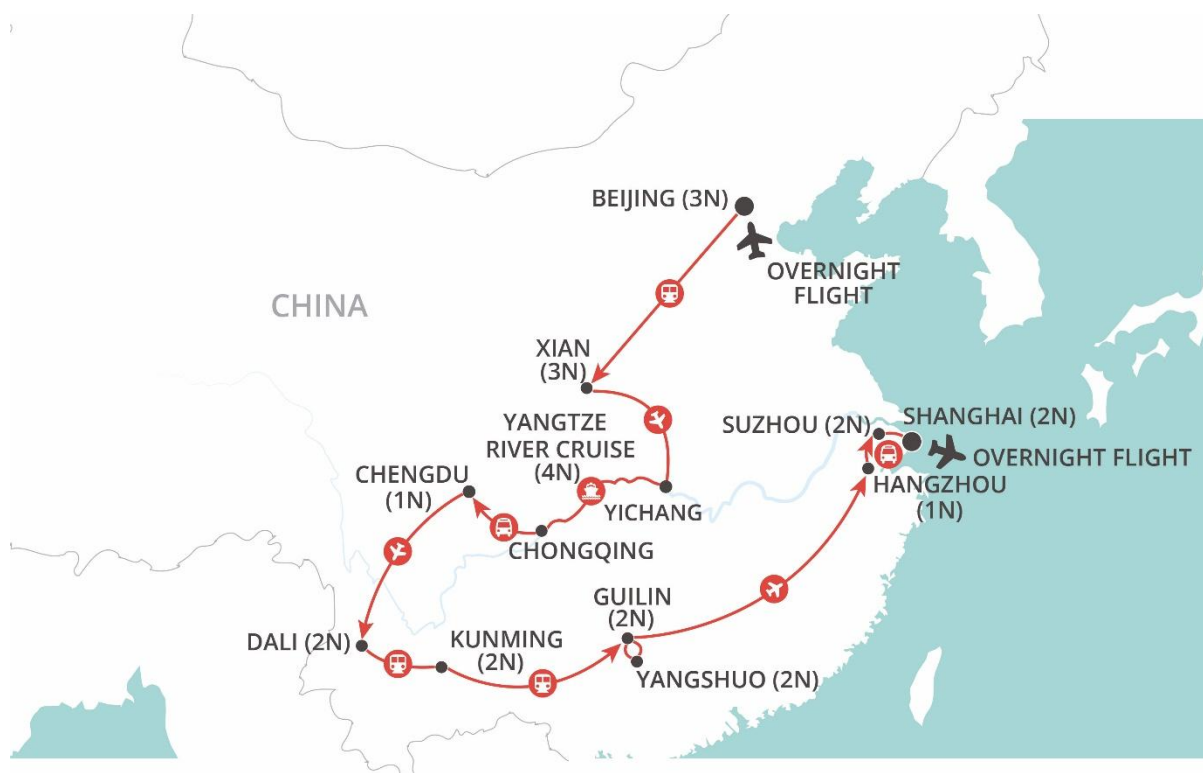 BEIJING (3N)
OVERNIGHT
FLIGHT
CHINA
XIAN
(3N)
YANGTZE
RIVER CRUISE
(4N)
SUZHOU (2N)
SHANGHAI (2N)
OVERNIGHT FLIGHT
HANGZHOU
(1N)
CHENGDU
(1N)
YICHANG
CHONGQING
GUILIN
(2N)
DALI (2N)
KUNMING
(2N)
YANGSHUO (2N)